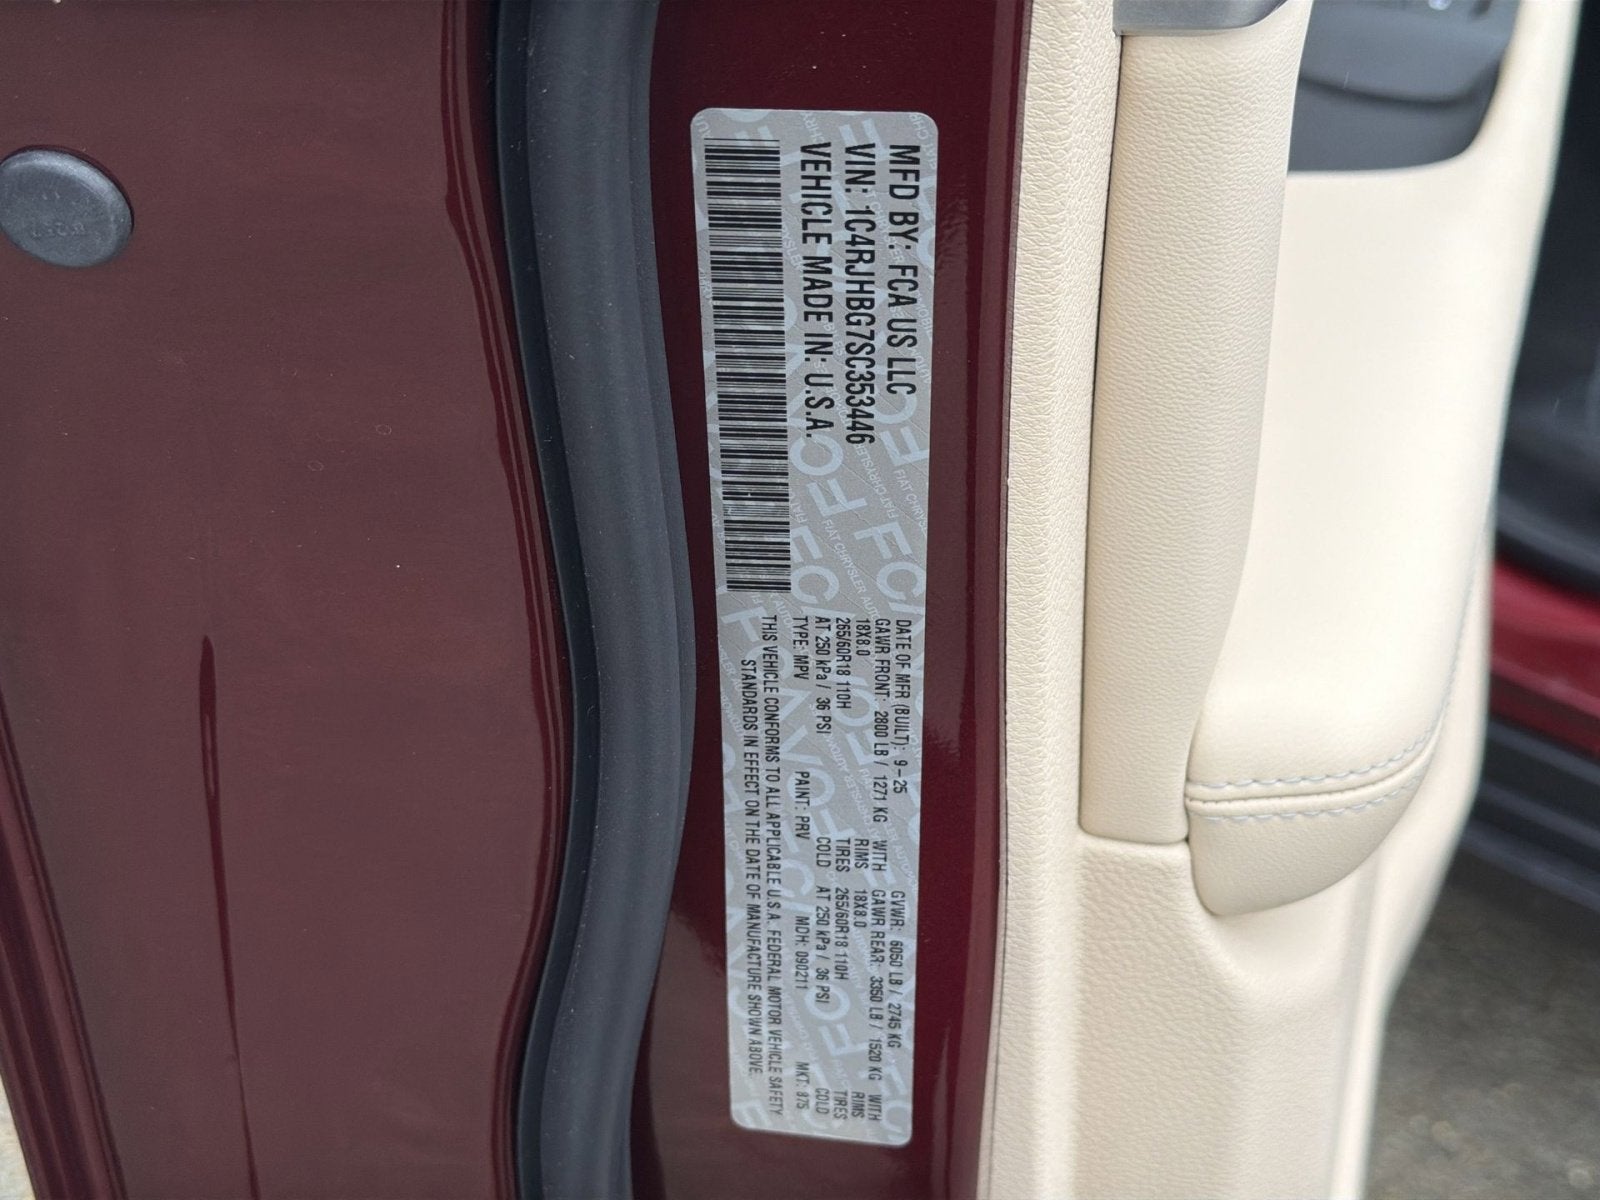 MFD BY: FCA US LLC
VIN: 1C4RJHBG7SC353446
VEHICLE MADE IN: U.S.A.
DATE OF MFR (BUILT): 9-25 GVWR: 6050 LB / 2745 KG
GAWR FRONT: 2800 LB / 1271 KG WITH GAWR REAR: 3350 LB / 1520 KG WITH
18X8.0 RIMS 18X8.0 RIMS
265/60R18 110H TIRES 265/60R18 110H TIRES
AT 250 kPa / 36 PSI COLD AT 250 kPa / 36 PSI COLD
TYPE: MPV PAINT: PRV MDH: 090211 MKT: 875
THIS VEHICLE CONFORMS TO ALL APPLICABLE U.S.A. FEDERAL MOTOR VEHICLE SAFETY
STANDARDS IN EFFECT ON THE DATE OF MANUFACTURE SHOWN ABOVE.